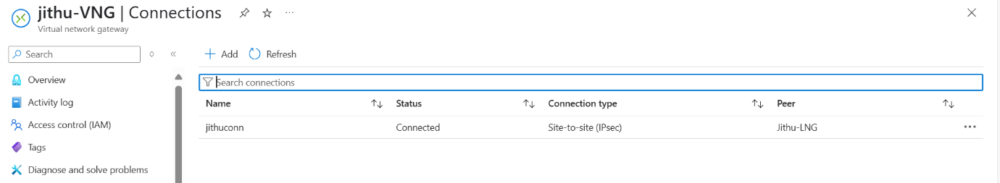 jithu-VNG | Connections
Virtual network gateway
Search
Add Refresh
Overview
Search connections
Activity log
Name Status Connection type Peer
Access control (IAM)
jithuconn Connected Site-to-site (IPsec) Jithu-LNG
Tags
Diagnose and solve problems